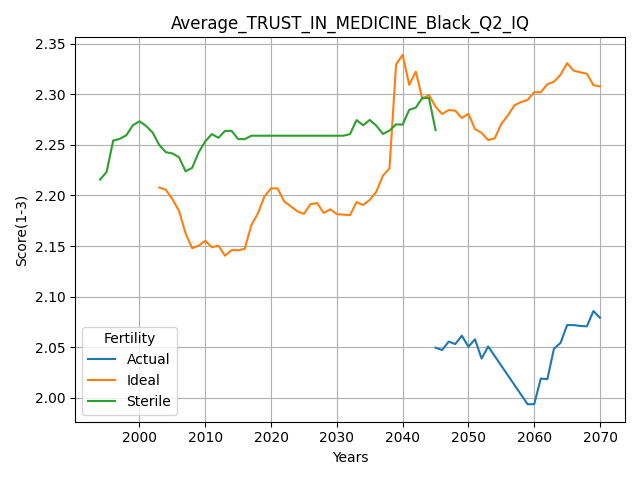 Average_TRUST_IN_MEDICINE_Black_Q2_IQ
2.35
2.30
2.25
2.20
2.15
2.10
2.05
2.00
Score(1-3)
Fertility
Actual
Ideal
Sterile
2000 2010 2020 2030 2040 2050 2060 2070
Years